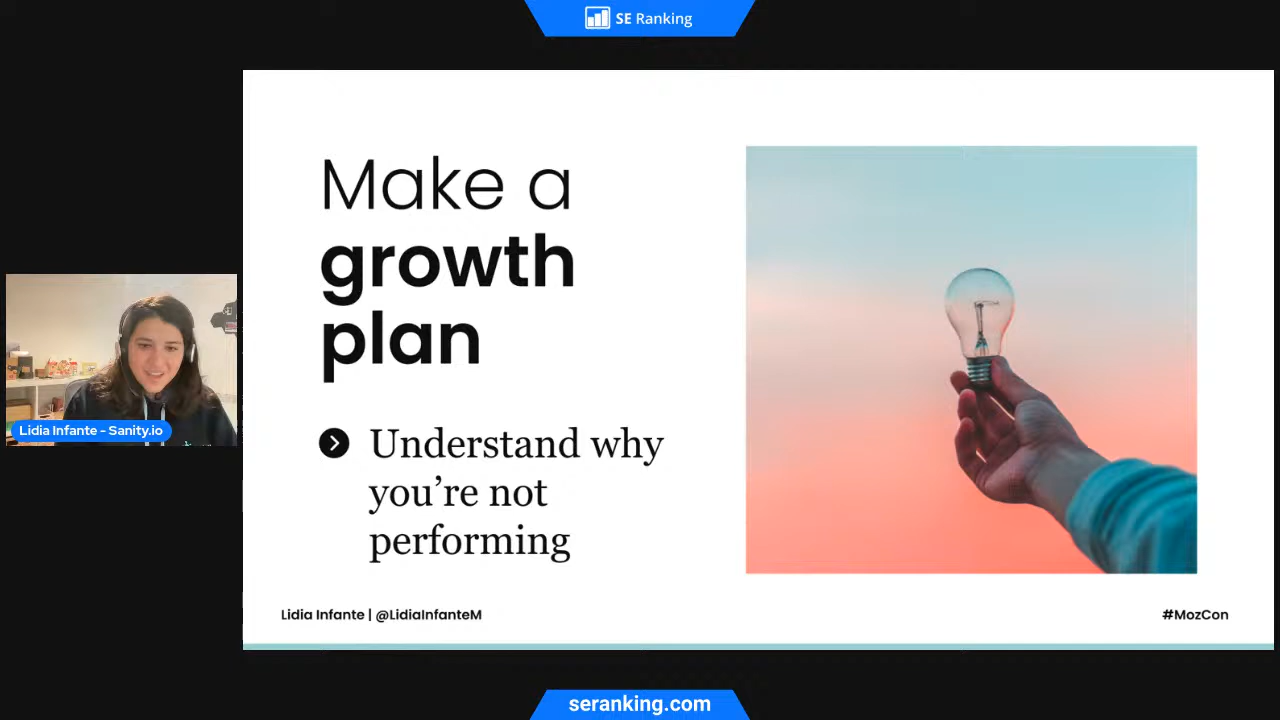 SE Ranking
Make a
growth
plan
Understand why
you’re not
performing
Lidia Infante - Sanity.io
Lidia Infante | @LidiaInfanteM
#MozCon
seranking.com